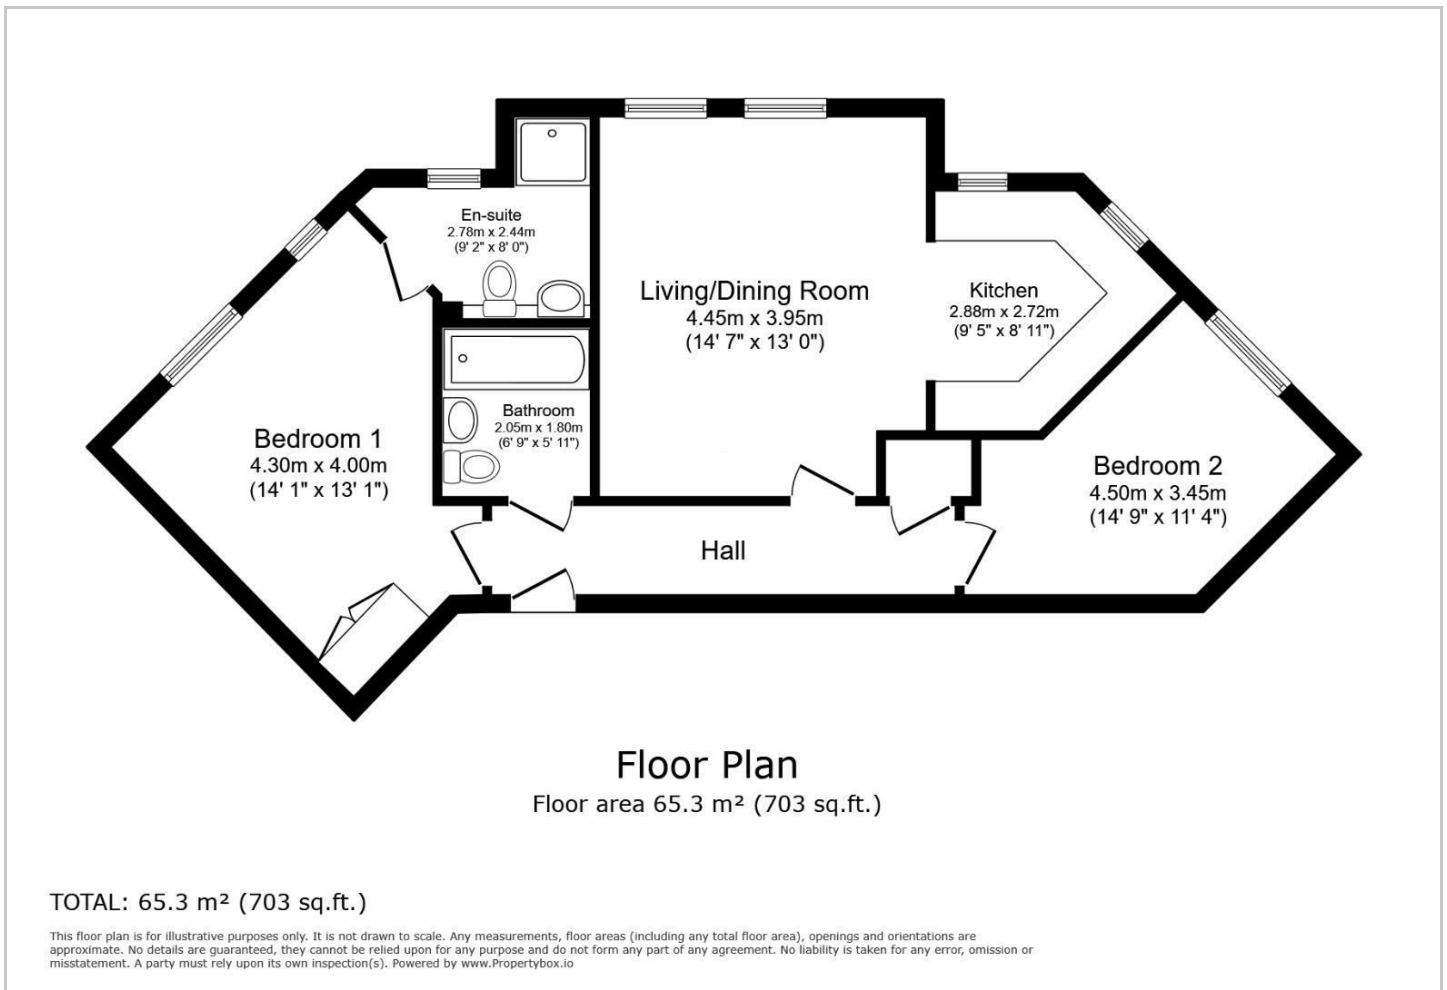 En-suite
2.78m x 2.44m
(9' 2" x 8' 0")
Living/Dining Room
4.45m x 3.95m
(14' 7" x 13' 0")
Kitchen
2.88m x 2.72m
(9' 5" x 8' 11")
Bathroom
2.05m x 1.80m
(6' 9" x 5' 11")
Bedroom 1
4.30m x 4.00m
(14' 1" x 13' 1")
Bedroom 2
4.50m x 3.45m
(14' 9" x 11' 4")
Hall
Floor Plan
Floor area 65.3 m² (703 sq.ft.)
TOTAL: 65.3 m² (703 sq.ft.)
This floor plan is for illustrative purposes only. It is not drawn to scale. Any measurements, floor areas (including any total floor area), openings and orientations are
approximate. No details are guaranteed, they cannot be relied upon for any purpose and do not form any part of any agreement. No liability is taken for any error, omission or
misstatement. A party must rely upon its own inspection(s). Powered by www.Propertybox.io